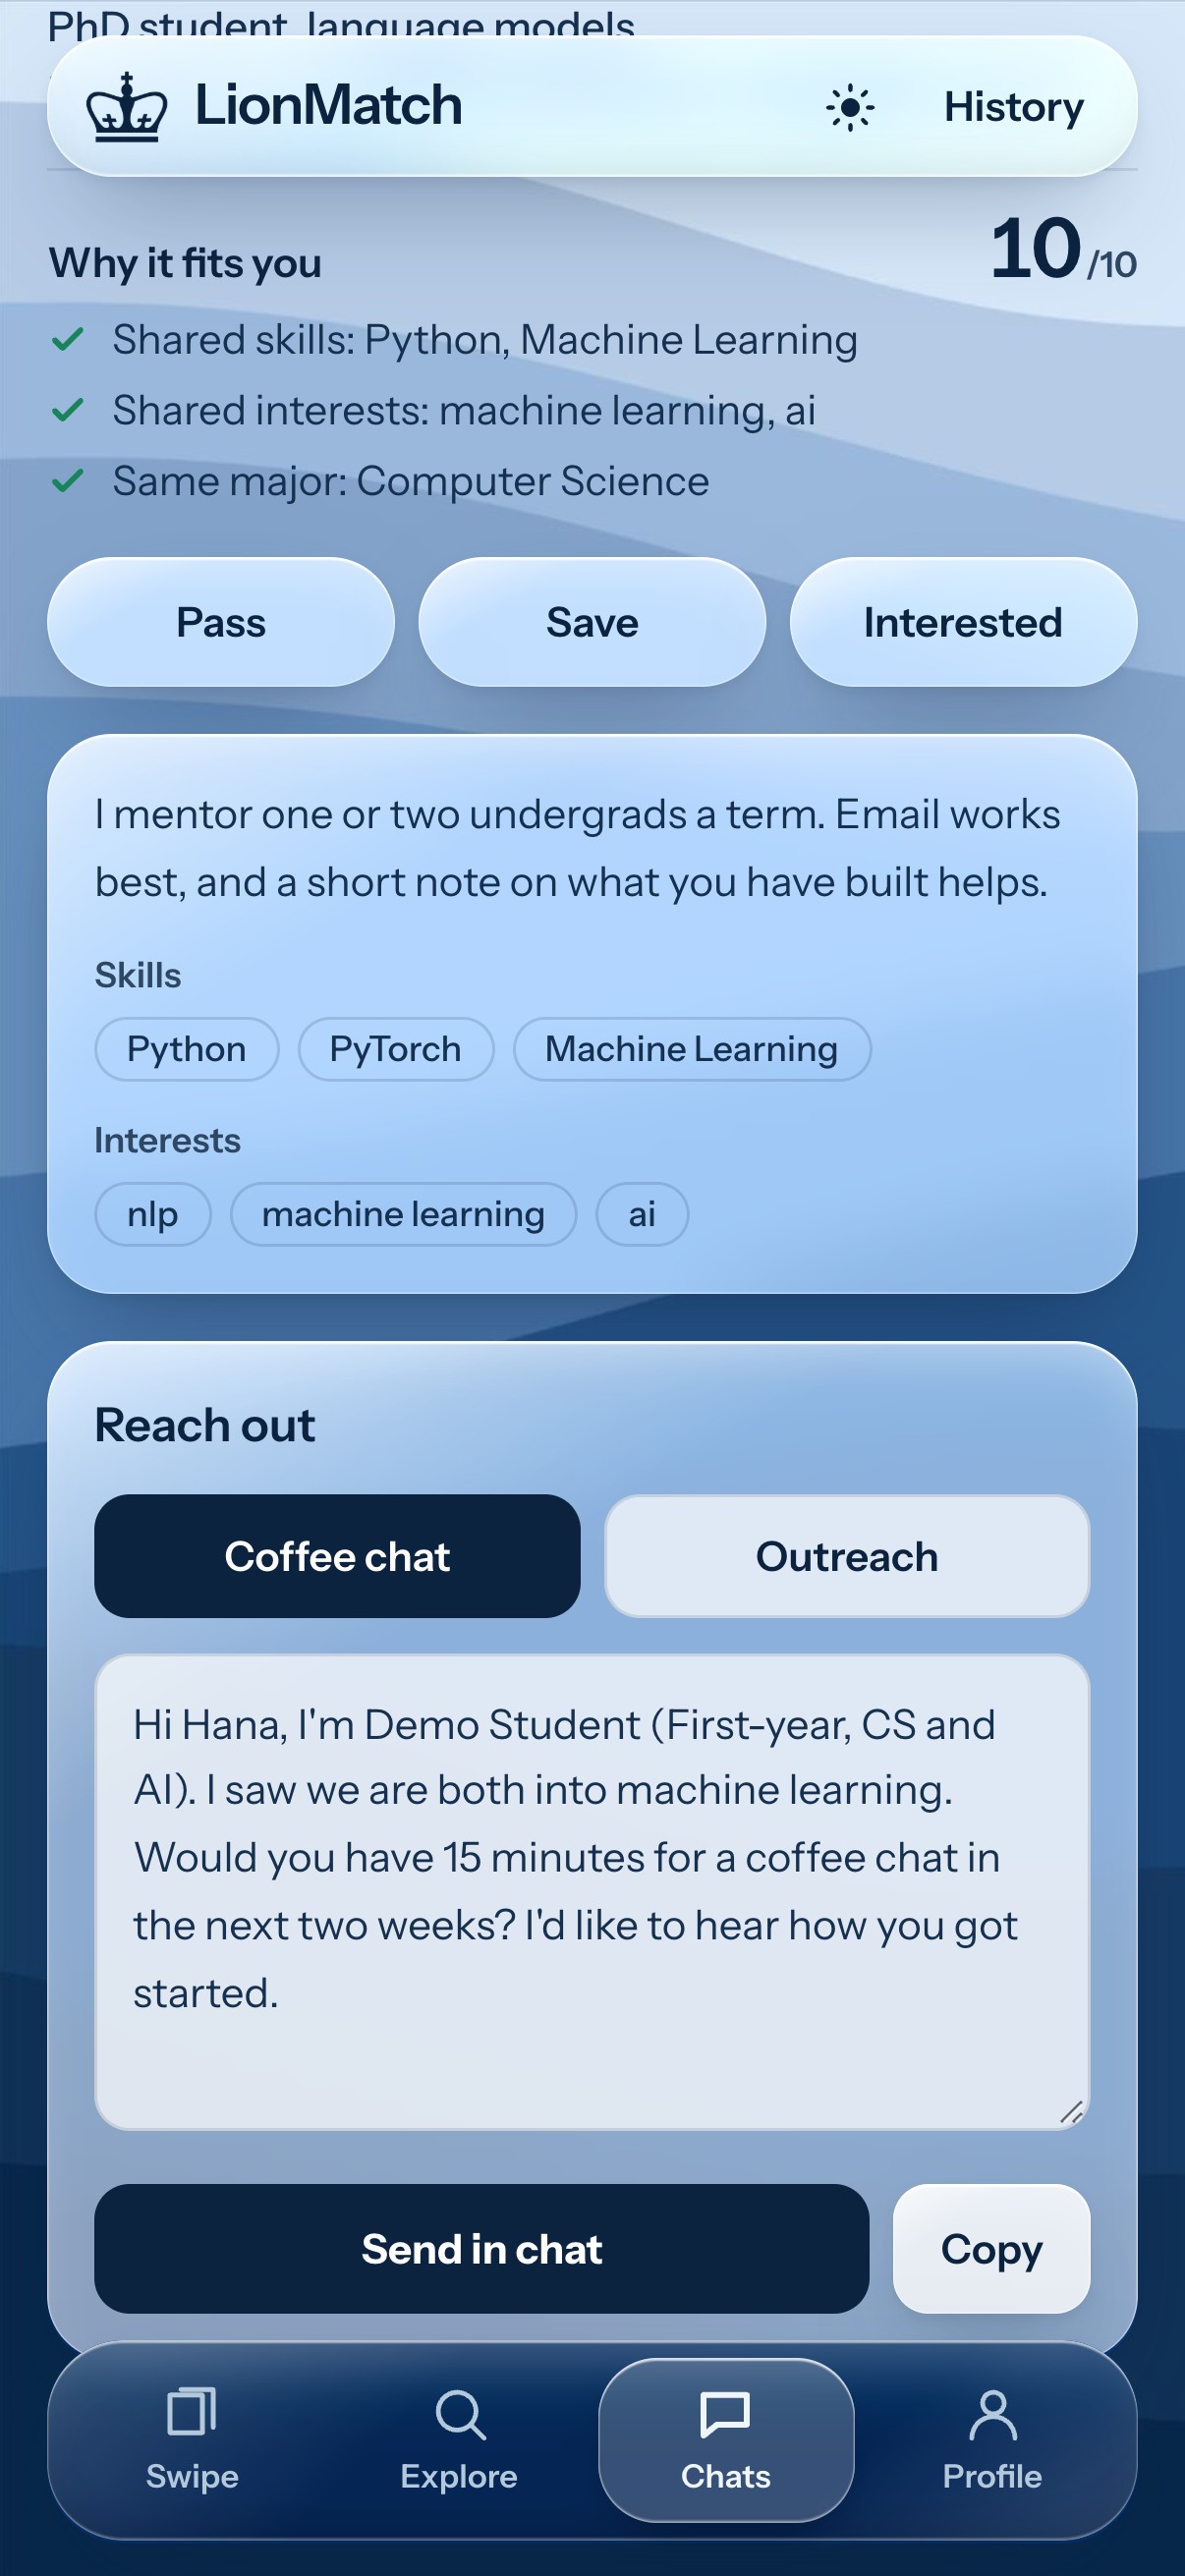 PhD student, language models
LionMatch
History
Why it fits you
10/10
Shared skills: Python, Machine Learning
Shared interests: machine learning, ai
Same major: Computer Science
Pass
Save
Interested
I mentor one or two undergrads a term. Email works
best, and a short note on what you have built helps.
Skills
Python
PyTorch
Machine Learning
Interests
nlp
machine learning
ai
Reach out
Coffee chat
Outreach
Hi Hana, I'm Demo Student (First-year, CS and
AI). I saw we are both into machine learning.
Would you have 15 minutes for a coffee chat in
the next two weeks? I'd like to hear how you got
started.
Send in chat
Copy
Swipe
Explore
Chats
Profile